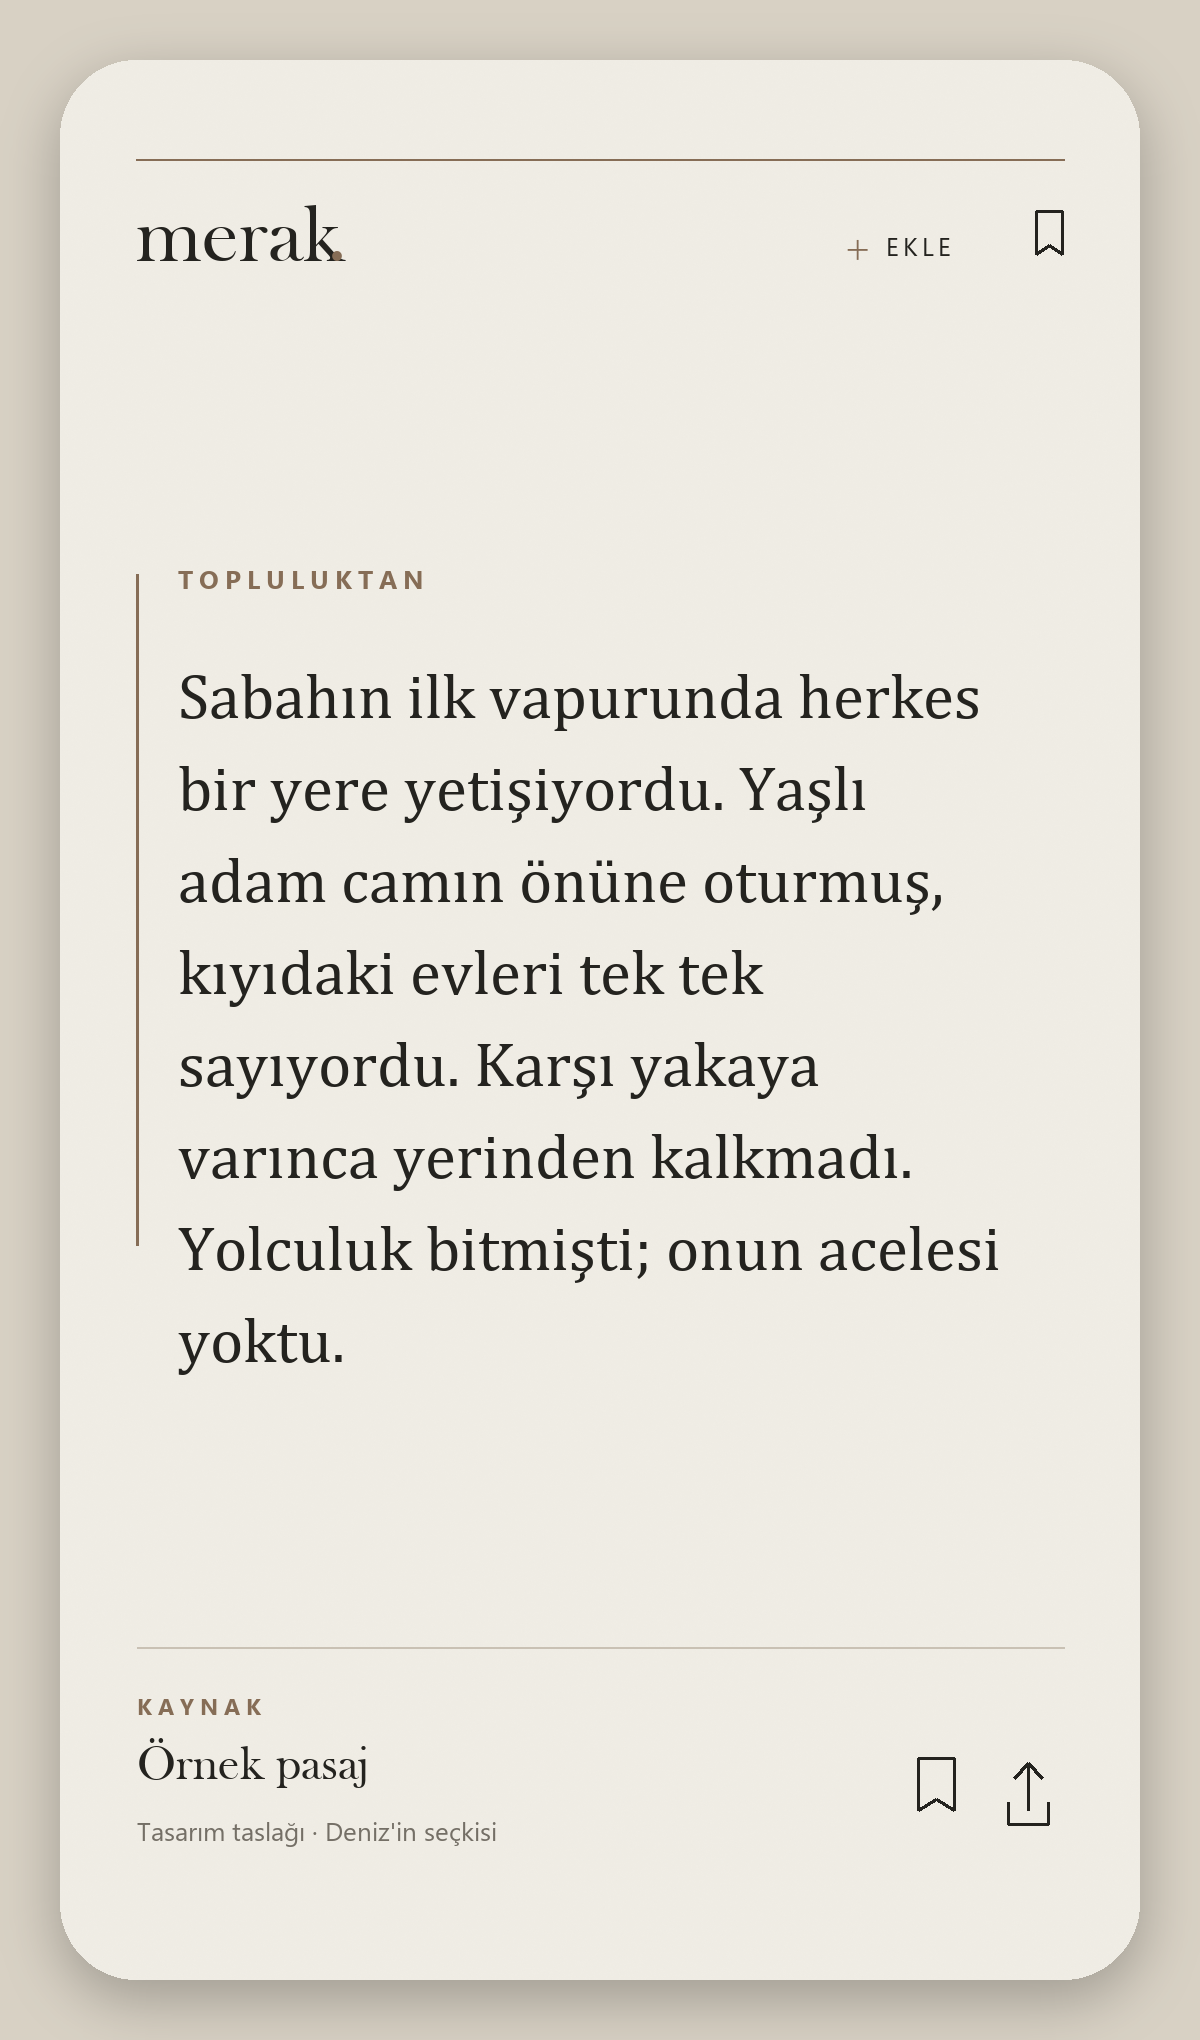 merak.
+ EKLE
TOPLULUKTAN
Sabahın ilk vapurunda herkes
bir yere yetişiyordu. Yaşlı
adam camın önüne oturmuş,
kıyıdaki evleri tek tek
sayıyordu. Karşı yakaya
varınca yerinden kalkmadı.
Yolculuk bitmişti; onun acelesi
yoktu.
KAYNAK
Örnek pasaj
Tasarım taslağı · Deniz'in seçkisi